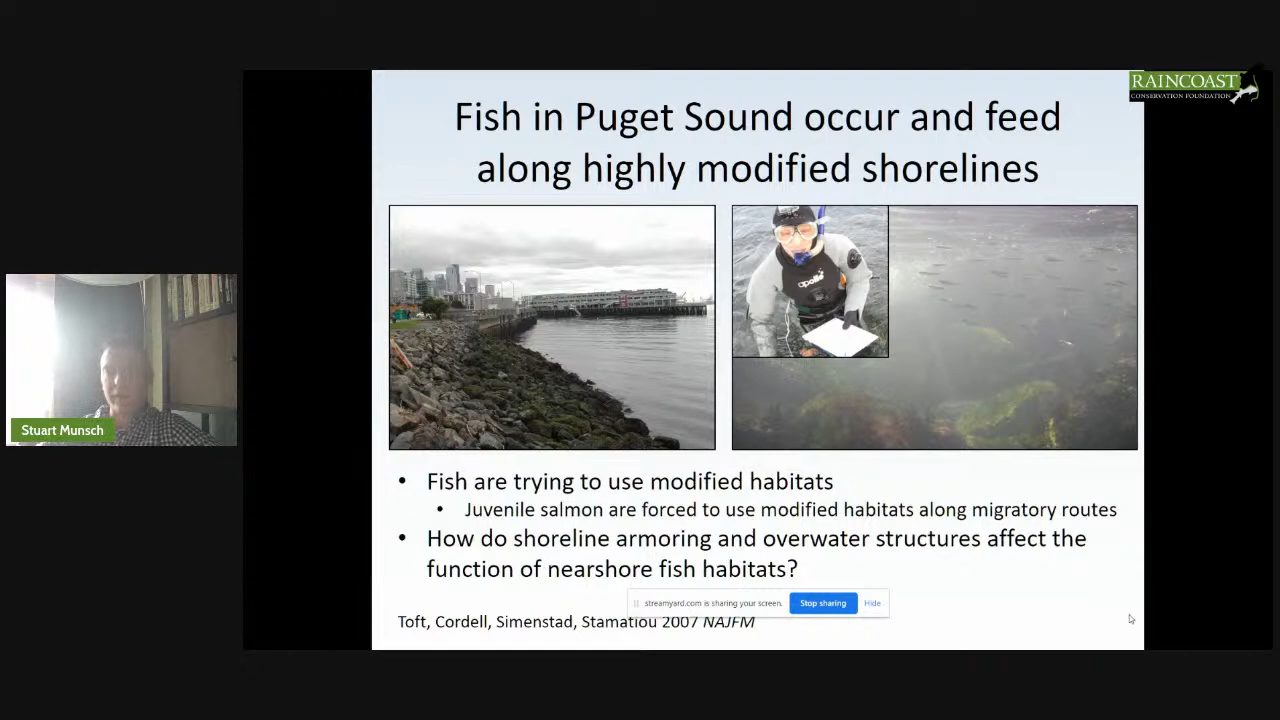 RAINCOAST
CONSERVATION FOUNDATION
Fish in Puget Sound occur and feed
along highly modified shorelines
apollo
Stuart Munsch
• Fish are trying to use modified habitats
• Juvenile salmon are forced to use modified habitats along migratory routes
• How do shoreline armoring and overwater structures affect the
function of nearshore fish habitats?
streamyard.com is sharing your screen.
Stop sharing
Hide
Toft, Cordell, Simenstad, Stamatiou 2007 NAJFM